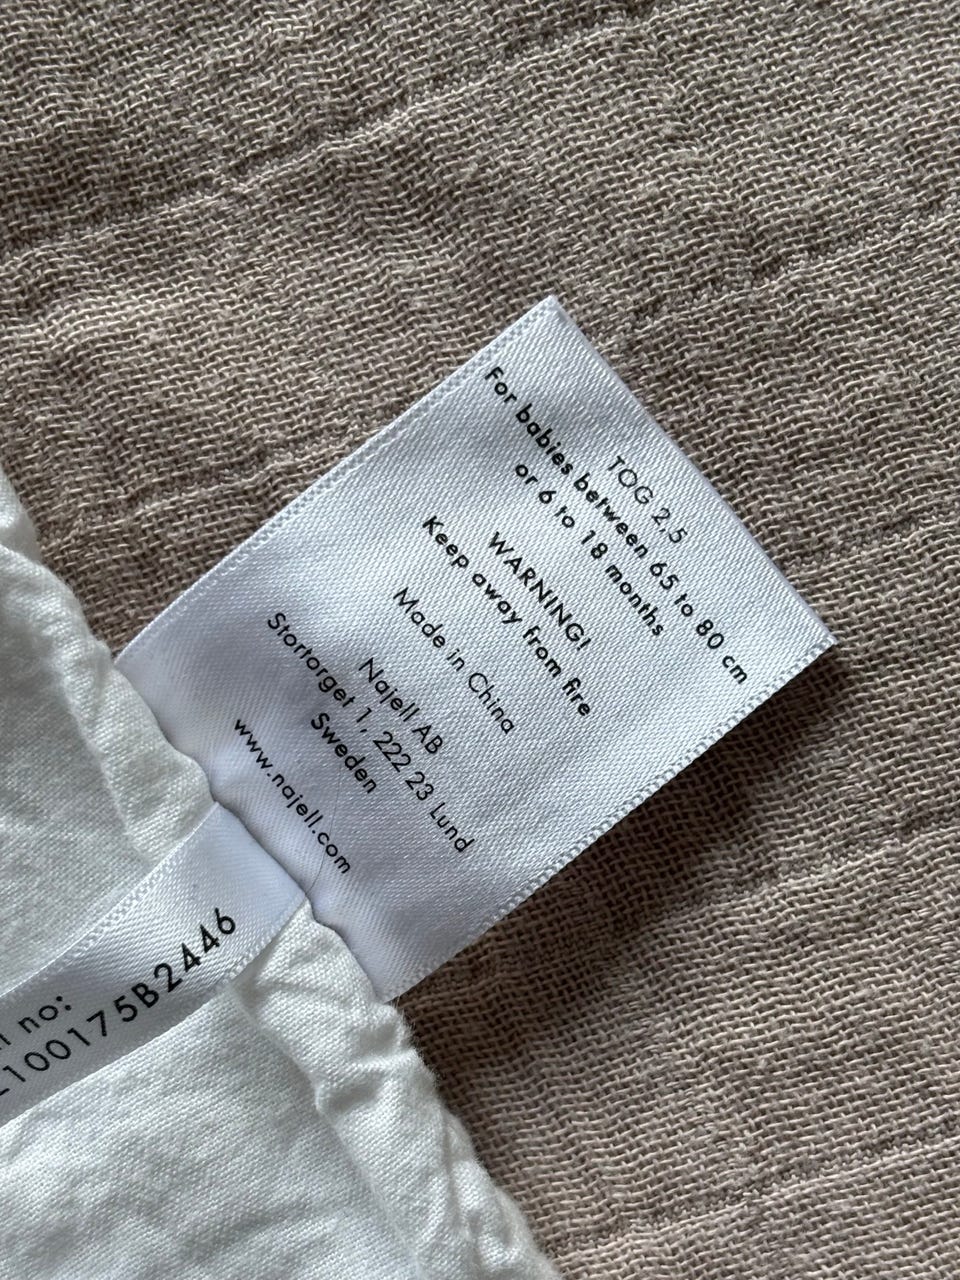 TOG 2,5
For babies between 65 to 80 cm
or 6 to 18 months
WARNING!
Keep away from fire
Made in China
Najell AB
Stortorget 1, 222 23 Lund
Sweden
www.najell.com
no:
100175B2446